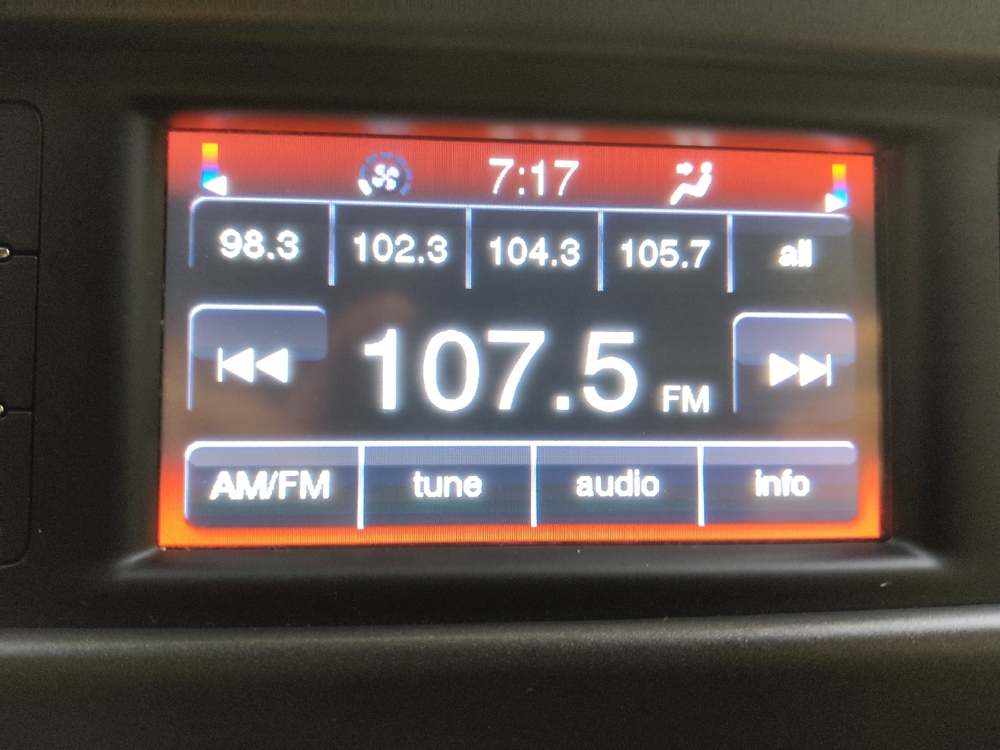 7:17
98.3 102.3 104.3 105.7 all
107.5 FM
AM/FM tune audio info